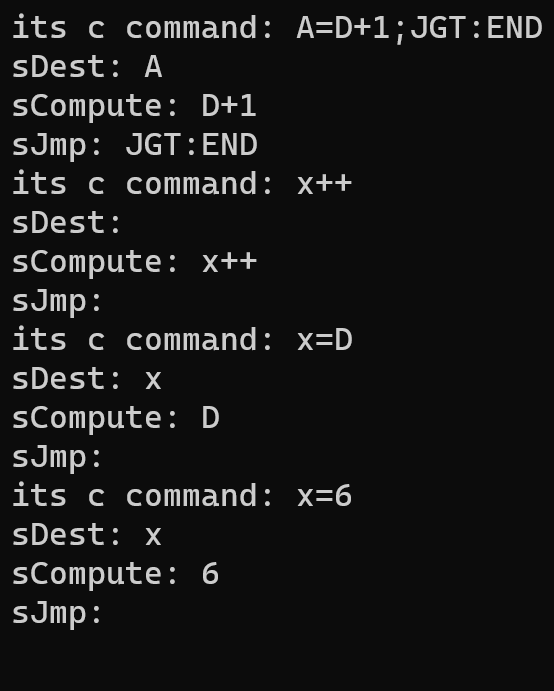 its c command: A=D+1;JGT:END
sDest: A
sCompute: D+1
sJmp: JGT:END
its c command: x++
sDest:
sCompute: x++
sJmp:
its c command: x=D
sDest: x
sCompute: D
sJmp:
its c command: x=6
sDest: x
sCompute: 6
sJmp: